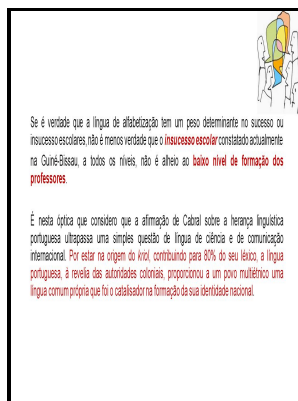 Se é verdade que a língua de alfabetização tem um peso determinante no sucesso ou
insucesso escolares, não é menos verdade que o insucesso escolar constatado actualmente
na Guiné-Bissau, a todos os níveis, não é alheio ao baixo nível de formação dos
professores.
É nesta óptica que considero que a afirmação de Cabral sobre a herança linguística
portuguesa ultrapassa uma simples questão de língua de ciência e de comunicação
internacional. Por estar na origem do kriol, contribuindo para 80% do seu léxico, a língua
portuguesa, à revelia das autoridades coloniais, proporcionou a um povo multiétnico uma
língua comum própria que foi o catalisador na formação da sua identidade nacional.